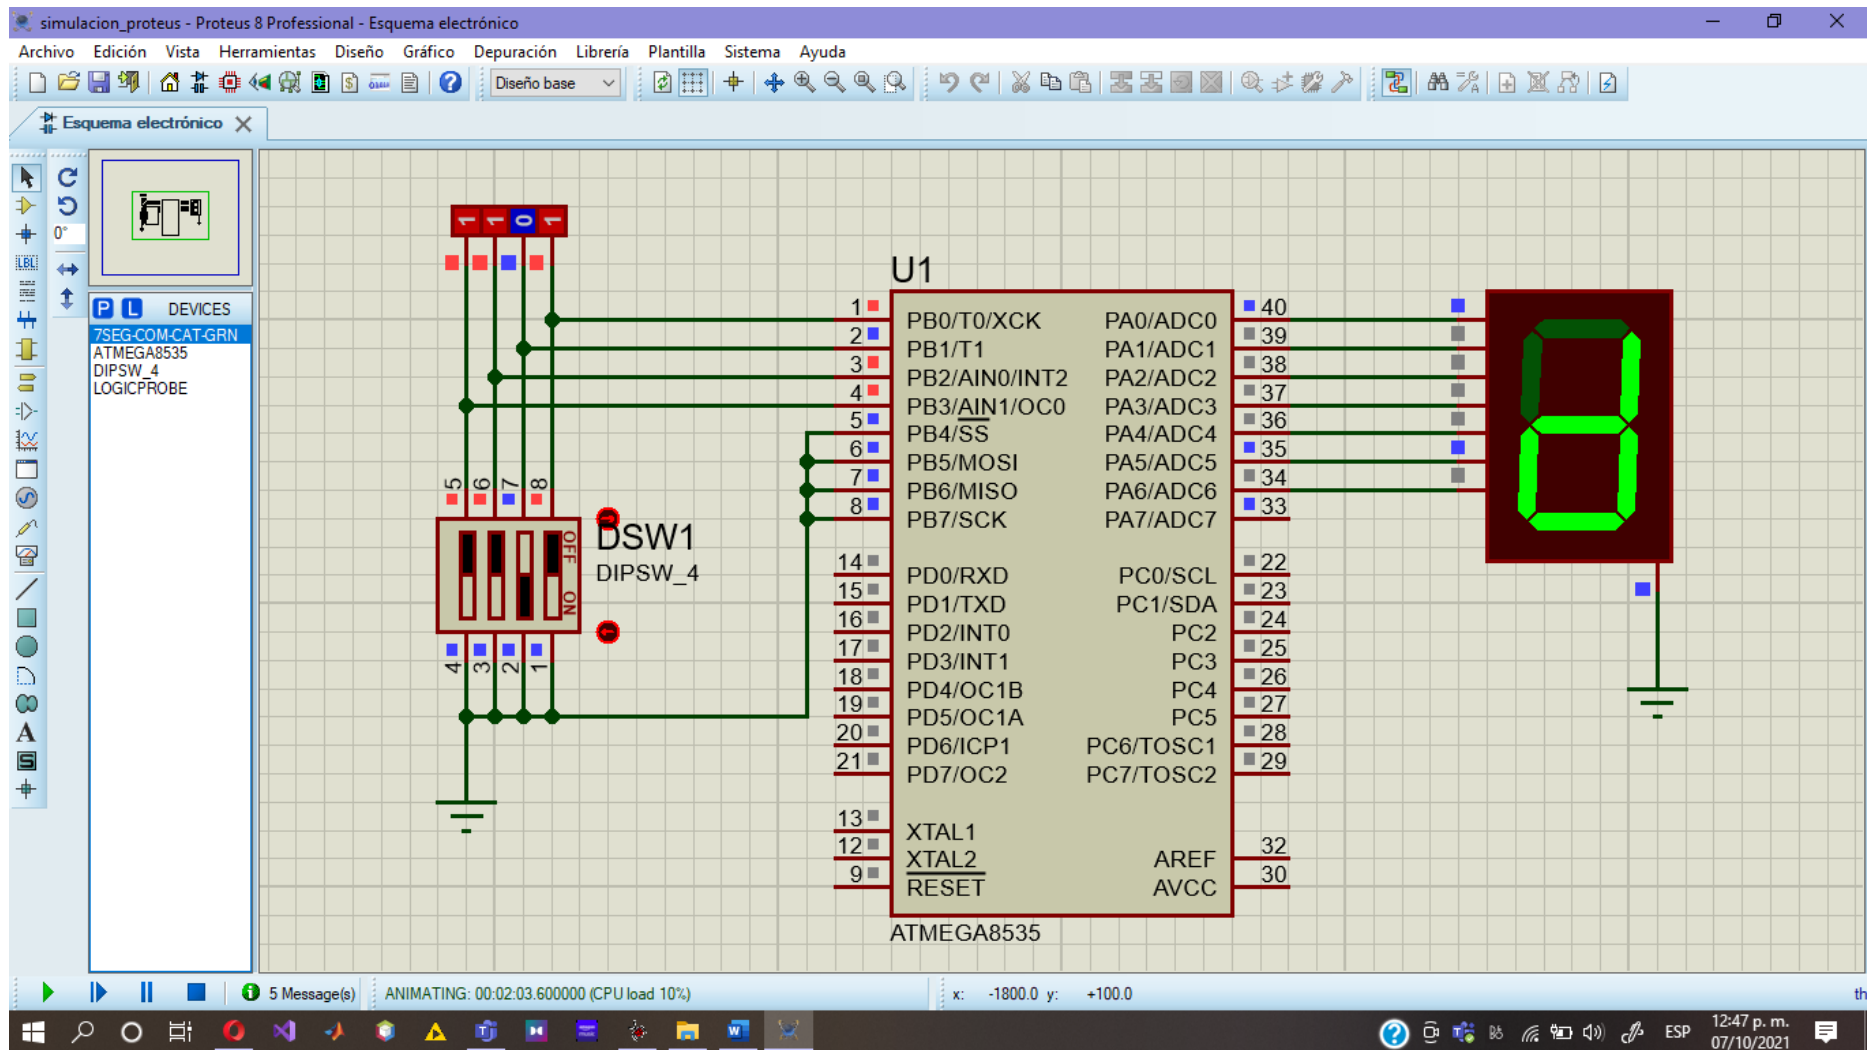 simulacion_proteus - Proteus 8 Professional - Esquema electrónico
Archivo Edición Vista Herramientas Diseño Gráfico Depuración Librería Plantilla Sistema Ayuda
Diseño base
Esquema electrónico
0°
LBL
P L DEVICES
7SEG-COM-CAT-GRN
ATMEGA8535
DIPSW_4
LOGICPROBE
1 1 0 1
U1
1 PB0/T0/XCK PA0/ADC0 40
2 PB1/T1 PA1/ADC1 39
3 PB2/AIN0/INT2 PA2/ADC2 38
4 PB3/AIN1/OC0 PA3/ADC3 37
5 PB4/SS PA4/ADC4 36
6 PB5/MOSI PA5/ADC5 35
7 PB6/MISO PA6/ADC6 34
8 PB7/SCK PA7/ADC7 33
14 PD0/RXD PC0/SCL 22
15 PD1/TXD PC1/SDA 23
16 PD2/INT0 PC2 24
17 PD3/INT1 PC3 25
18 PD4/OC1B PC4 26
19 PD5/OC1A PC5 27
20 PD6/ICP1 PC6/TOSC1 28
21 PD7/OC2 PC7/TOSC2 29
13 XTAL1
12 XTAL2 AREF 32
9 RESET AVCC 30
ATMEGA8535
5 6 7 8
OFF
ON
DSW1
DIPSW_4
4 3 2 1
A
S
5 Message(s) ANIMATING: 00:02:03.600000 (CPU load 10%) x: -1800.0 y: +100.0 th
ESP
12:47 p. m.
07/10/2021